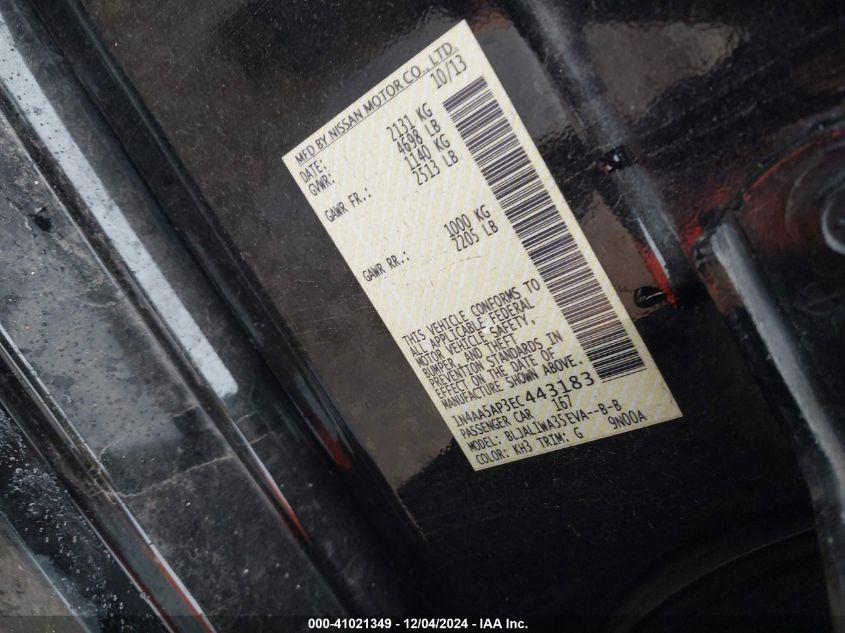 MFD BY NISSAN MOTOR CO., LTD.
DATE: 10/13
GVWR: 2131 KG
4698 LB
GAWR FR.: 1140 KG
2513 LB
GAWR RR.: 1000 KG
2205 LB
THIS VEHICLE CONFORMS TO
ALL APPLICABLE FEDERAL
MOTOR VEHICLE SAFETY,
BUMPER, AND THEFT
PREVENTION STANDARDS IN
EFFECT ON THE DATE OF
MANUFACTURE SHOWN ABOVE.
1N4AA5AP3EC443183
PASSENGER CAR 167
MODEL: BLJALIWA35EVA--B-B
COLOR: KH3 TRIM: G 9N00A
000-41021349 - 12/04/2024 - IAA Inc.